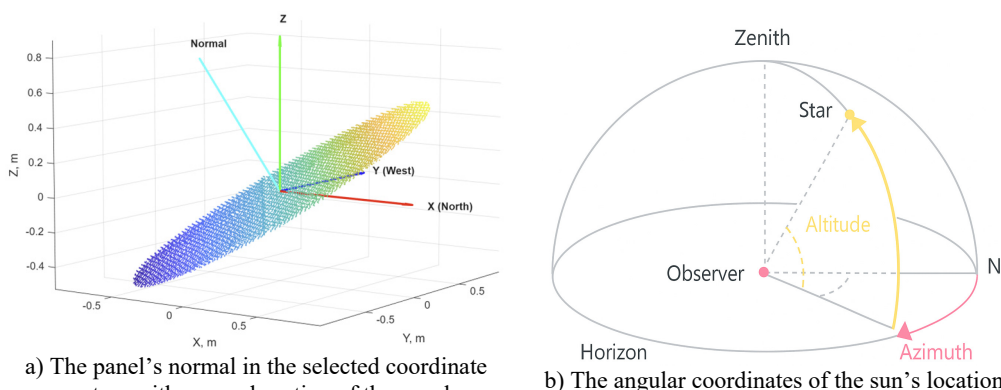 Z
Normal
0.8
0.6
0.4
0.2
0
-0.2
-0.4
Z, m
Y (West)
X (North)
-0.5
0
0.5
X, m
-0.5
0
0.5
Y, m
a) The panel's normal in the selected coordinate
Zenith
Star
Altitude
Observer
N
Horizon
Azimuth
b) The angular coordinates of the sun's location